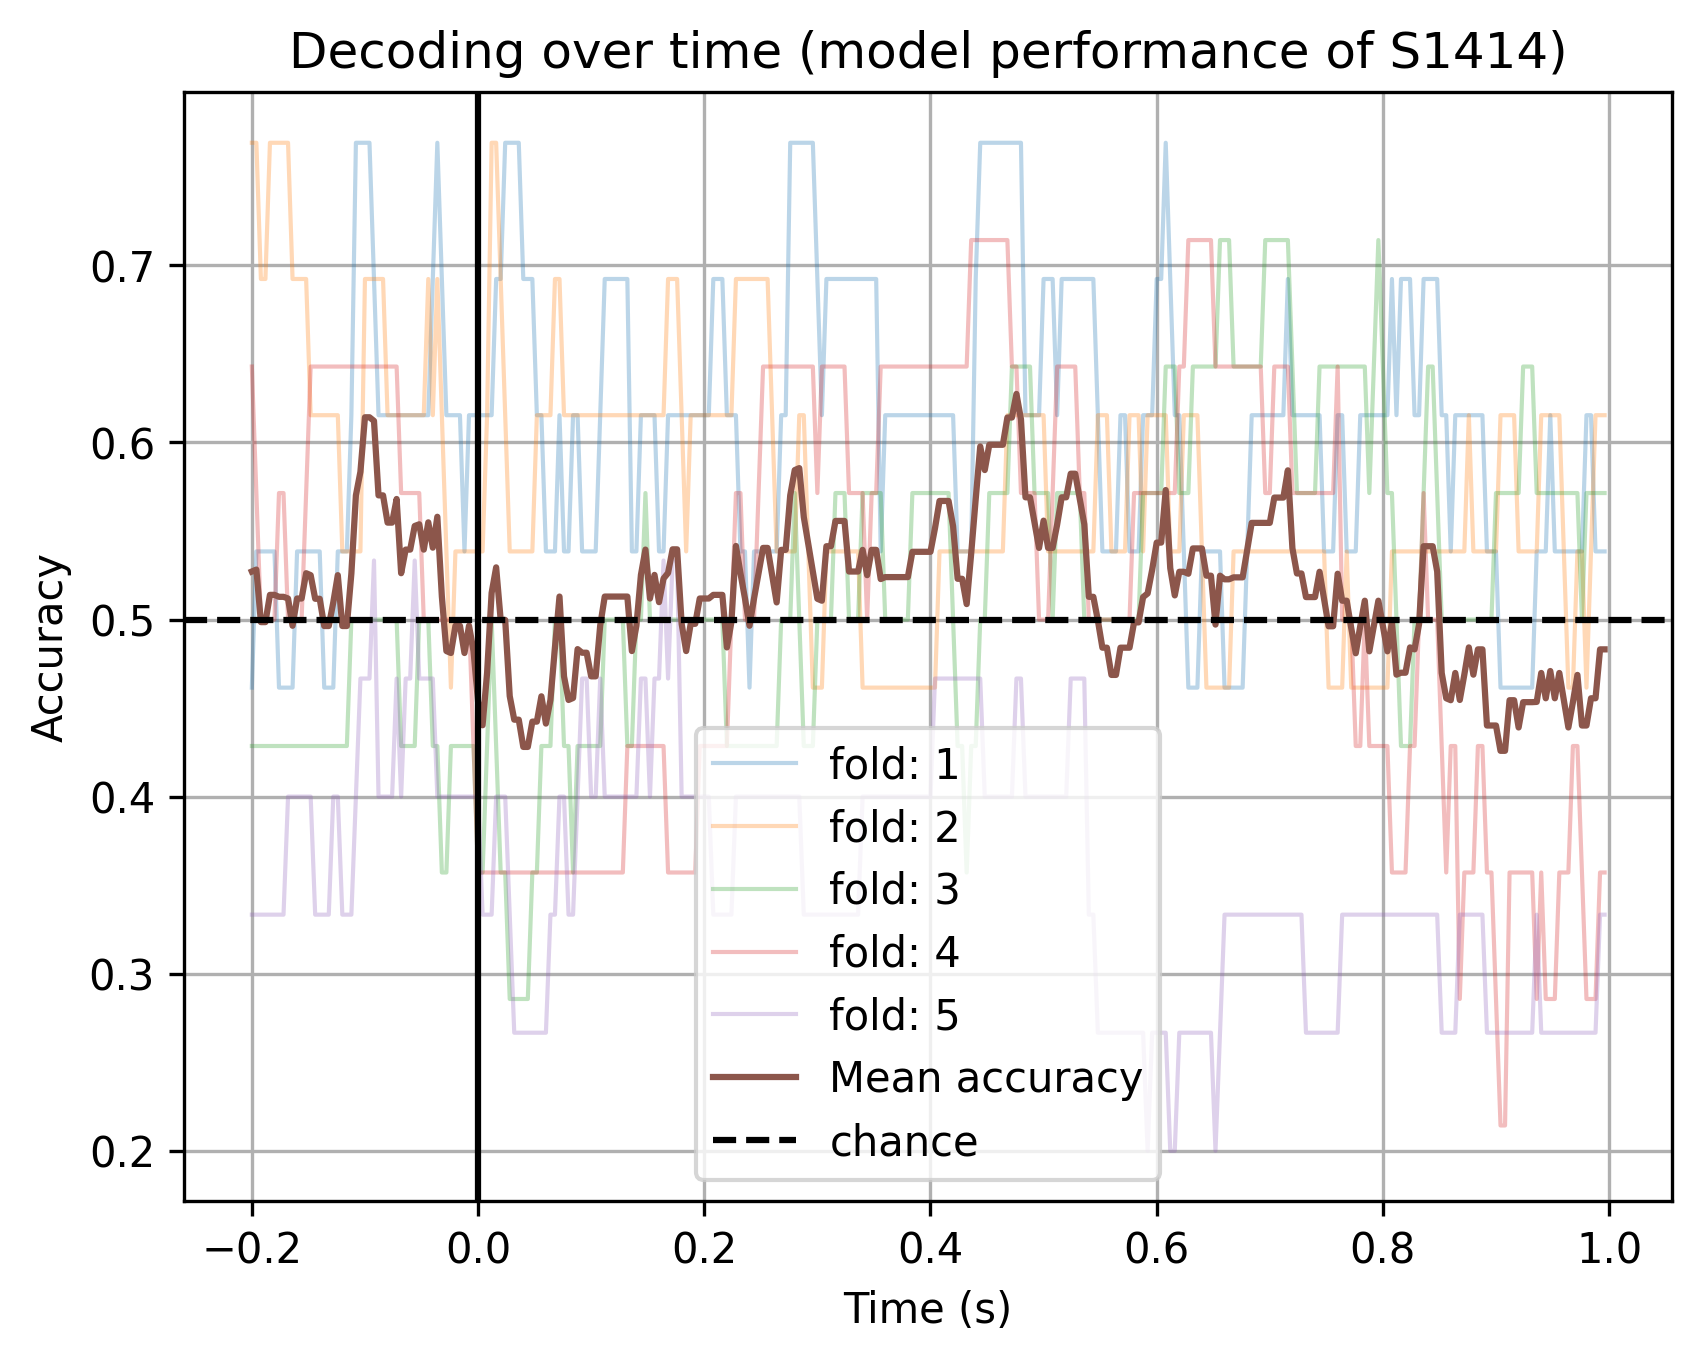 Decoding over time (model performance of S1414)
Accuracy
0.7
0.6
0.5
0.4
0.3
0.2
fold: 1
fold: 2
fold: 3
fold: 4
fold: 5
Mean accuracy
chance
−0.2
0.0
0.2
0.4
0.6
0.8
1.0
Time (s)